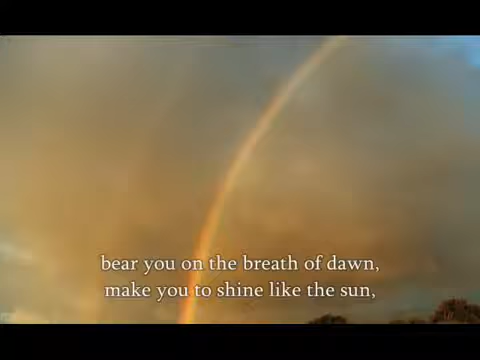 bear you on the breath of dawn,
make you to shine like the sun,